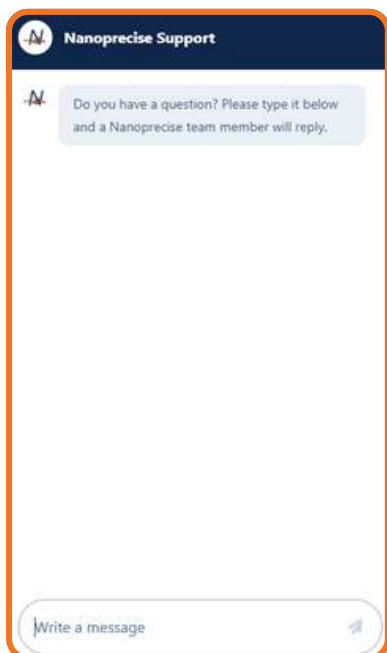 Nanoprecise Support
Do you have a question? Please type it below
and a Nanoprecise team member will reply.
Write a message